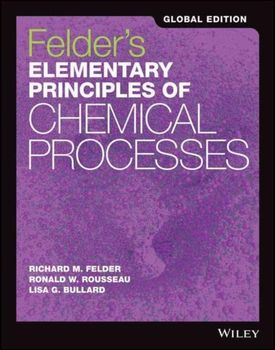 GLOBAL EDITION
Felder's
ELEMENTARY
PRINCIPLES OF
CHEMICAL
PROCESSES
RICHARD M. FELDER
RONALD W. ROUSSEAU
LISA G. BULLARD
WILEY